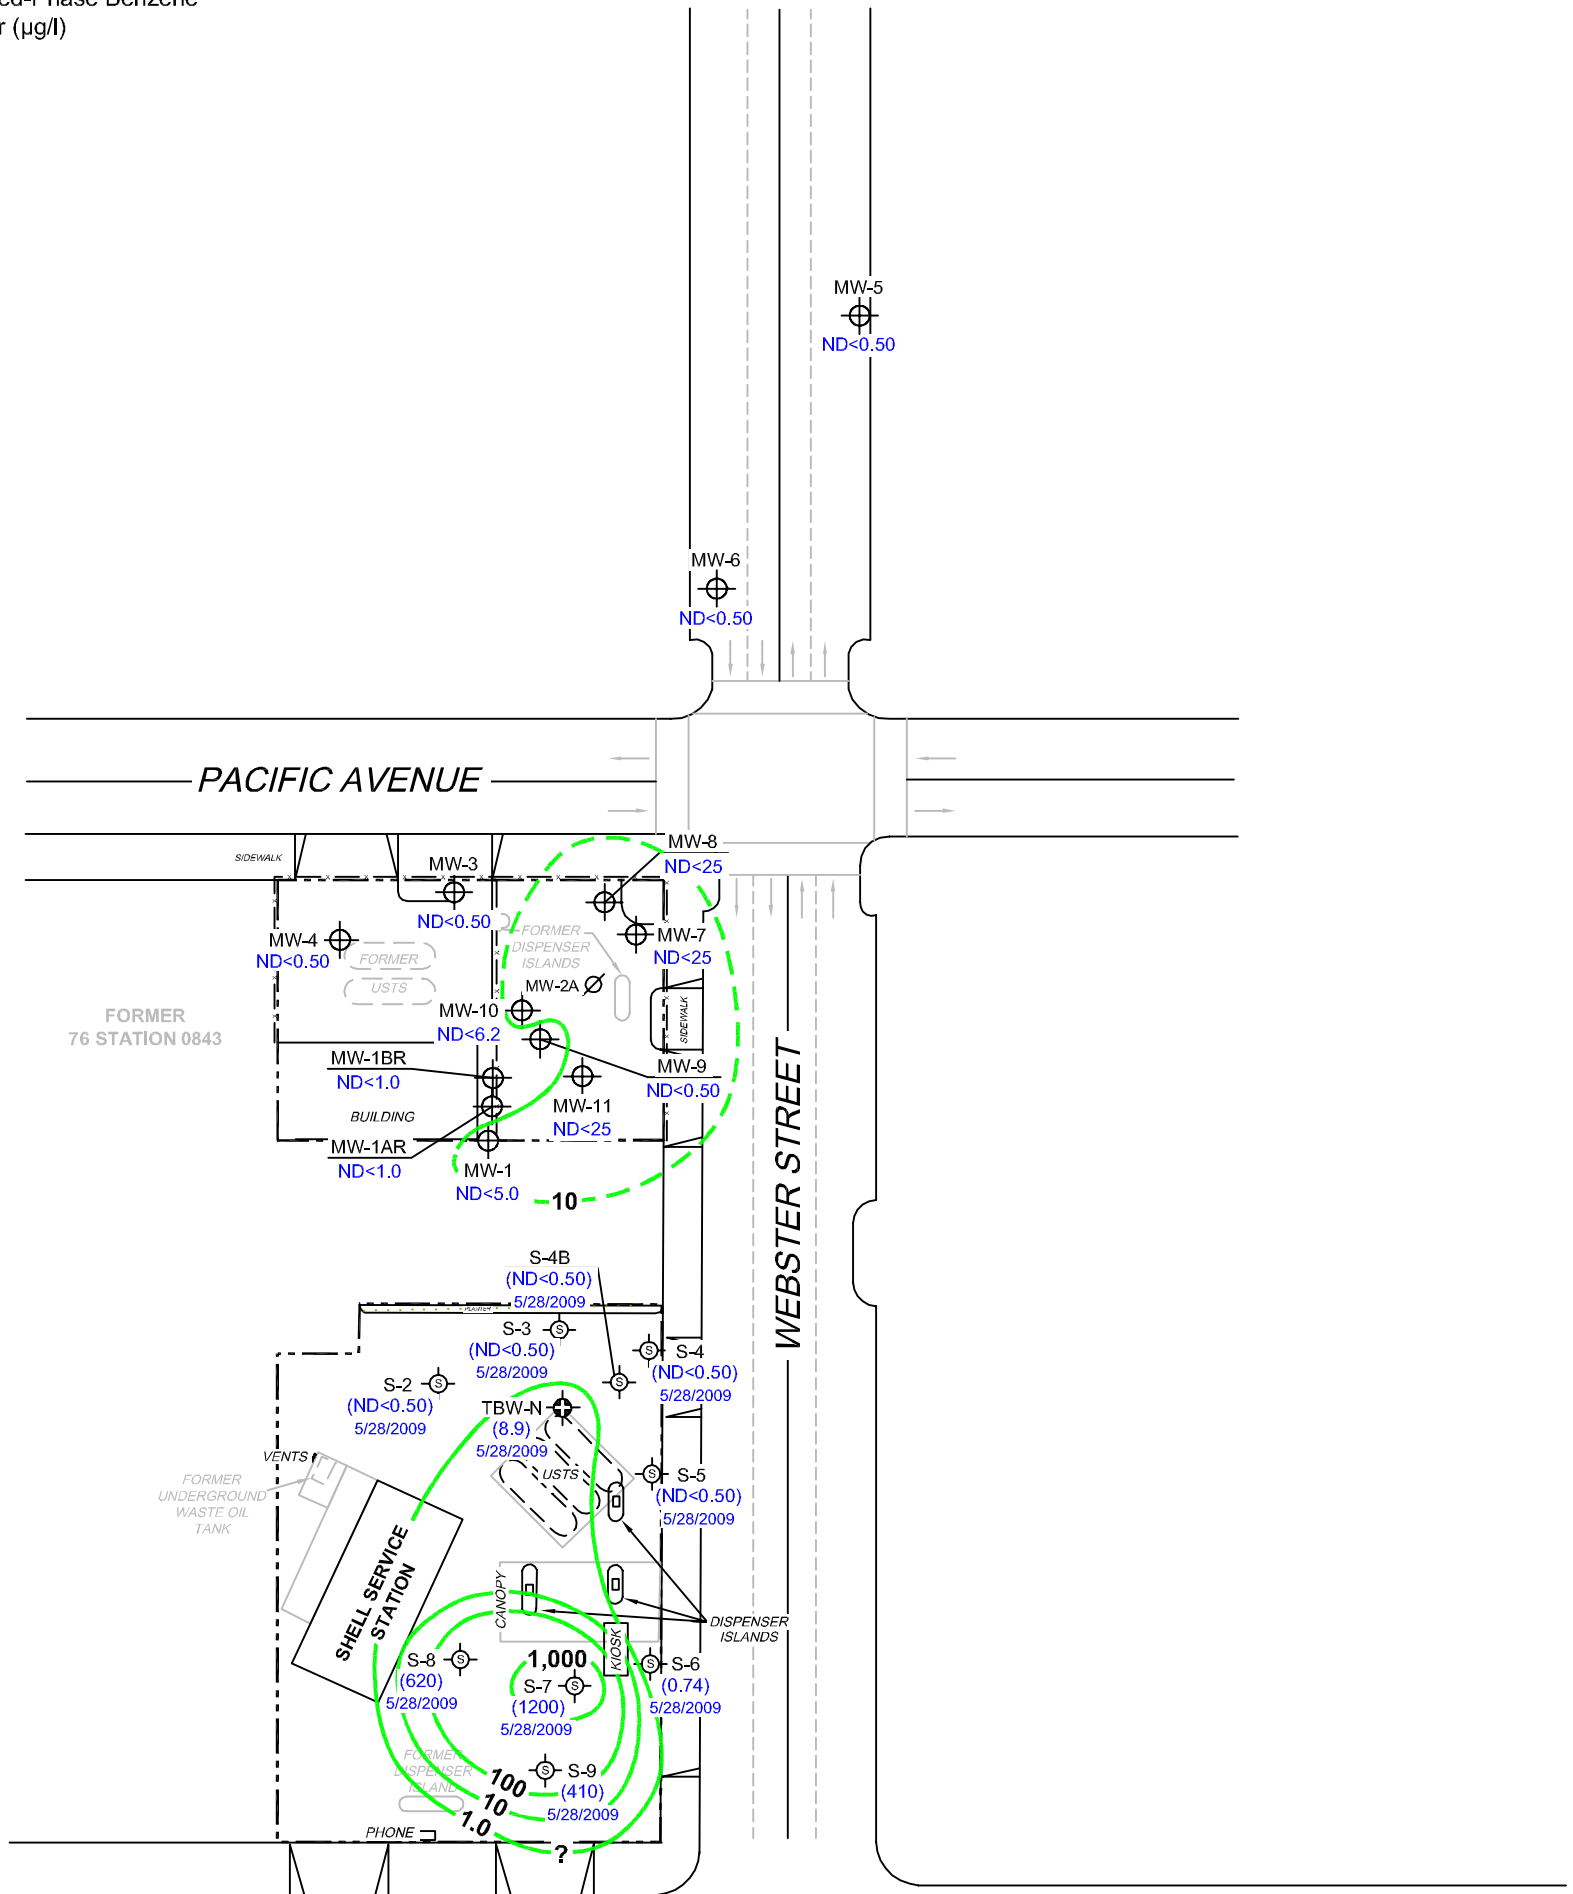 r (µg/l)
MW-5
ND<0.50
MW-6
ND<0.50
PACIFIC AVENUE
MW-8
ND<25
SIDEWALK
MW-3
ND<0.50
MW-4
ND<0.50
FORMER
USTS
FORMER
DISPENSER
ISLANDS
MW-7
ND<25
MW-2A
FORMER
76 STATION 0843
MW-10
ND<6.2
SIDEWALK
MW-1BR
ND<1.0
MW-9
ND<0.50
BUILDING
MW-11
ND<25
MW-1AR
ND<1.0
MW-1
ND<5.0
10
WEBSTER STREET
S-4B
(ND<0.50)
5/28/2009
PLANTER
S-3
(ND<0.50)
5/28/2009
S
S
S-4
(ND<0.50)
5/28/2009
S
S-2
(ND<0.50)
5/28/2009
S
TBW-N
(8.9)
5/28/2009
VENTS
FORMER
UNDERGROUND
WASTE OIL
TANK
USTS
S
S-5
(ND<0.50)
5/28/2009
SHELL SERVICE
STATION
CANOPY
DISPENSER
ISLANDS
KIOSK
S-8
(620)
5/28/2009
S
1,000
S-7
(1200)
5/28/2009
S
S
S-6
(0.74)
5/28/2009
FORMER
DISPENSER
ISLAND
S
S-9
(410)
5/28/2009
100
10
1.0
PHONE
?